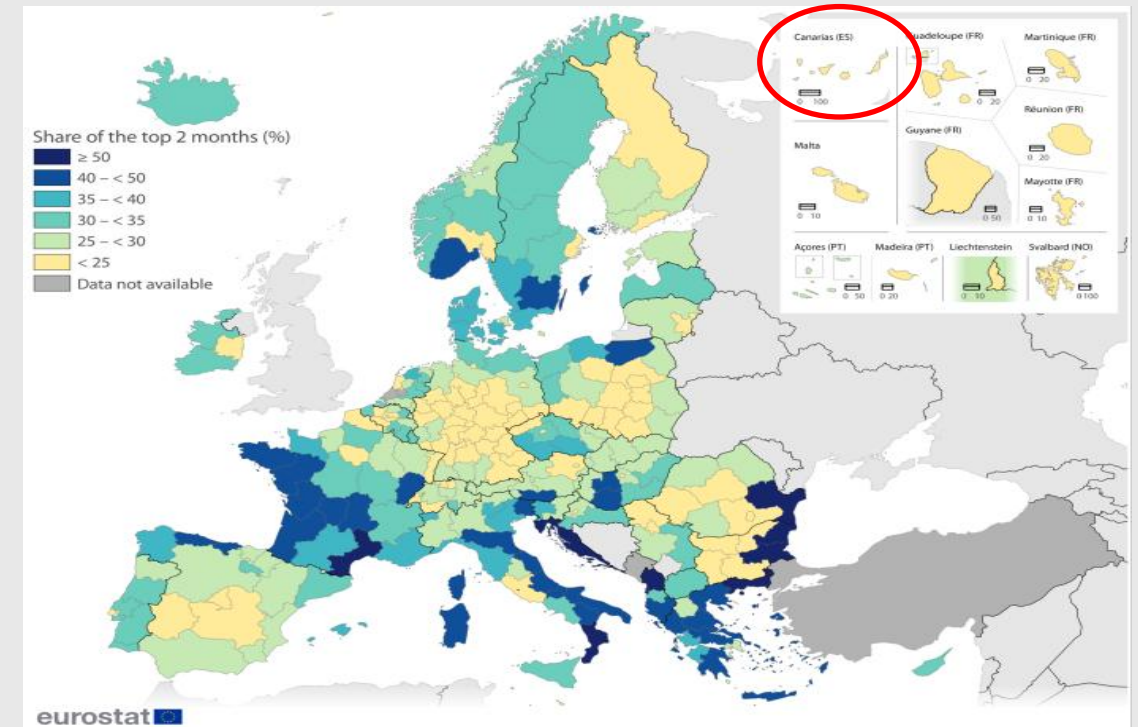 Share of the top 2 months (%)
≥ 50
40 – < 50
35 – < 40
30 – < 35
25 – < 30
< 25
Data not available
Canarias (ES)
0 100
Guadeloupe (FR)
0 20
Martinique (FR)
0 20
Réunion (FR)
0 20
Malta
0 10
Guyane (FR)
0 50
Mayotte (FR)
0 10
Açores (PT)
0 50
Madeira (PT)
0 20
Liechtenstein
0 10
Svalbard (NO)
0 100
eurostat